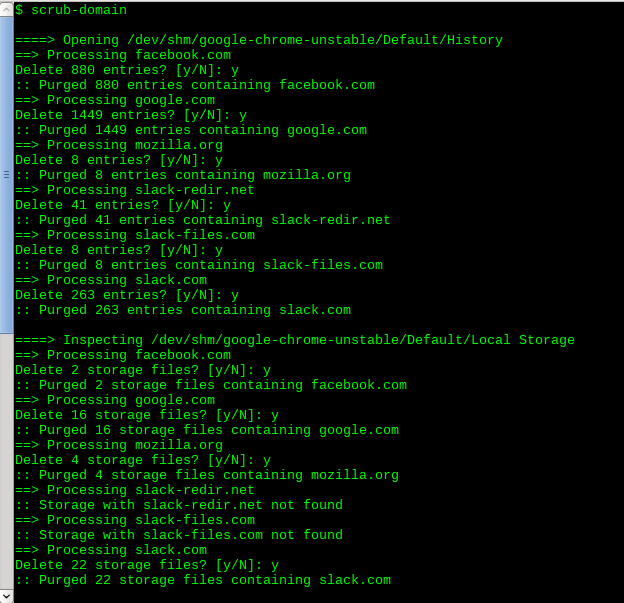 $ scrub-domain

====> Opening /dev/shm/google-chrome-unstable/Default/History
==> Processing facebook.com
Delete 880 entries? [y/N]: y
:: Purged 880 entries containing facebook.com
==> Processing google.com
Delete 1449 entries? [y/N]: y
:: Purged 1449 entries containing google.com
==> Processing mozilla.org
Delete 8 entries? [y/N]: y
:: Purged 8 entries containing mozilla.org
==> Processing slack-redir.net
Delete 41 entries? [y/N]: y
:: Purged 41 entries containing slack-redir.net
==> Processing slack-files.com
Delete 8 entries? [y/N]: y
:: Purged 8 entries containing slack-files.com
==> Processing slack.com
Delete 263 entries? [y/N]: y
:: Purged 263 entries containing slack.com

====> Inspecting /dev/shm/google-chrome-unstable/Default/Local Storage
==> Processing facebook.com
Delete 2 storage files? [y/N]: y
:: Purged 2 storage files containing facebook.com
==> Processing google.com
Delete 16 storage files? [y/N]: y
:: Purged 16 storage files containing google.com
==> Processing mozilla.org
Delete 4 storage files? [y/N]: y
:: Purged 4 storage files containing mozilla.org
==> Processing slack-redir.net
:: Storage with slack-redir.net not found
==> Processing slack-files.com
:: Storage with slack-files.com not found
==> Processing slack.com
Delete 22 storage files? [y/N]: y
:: Purged 22 storage files containing slack.com